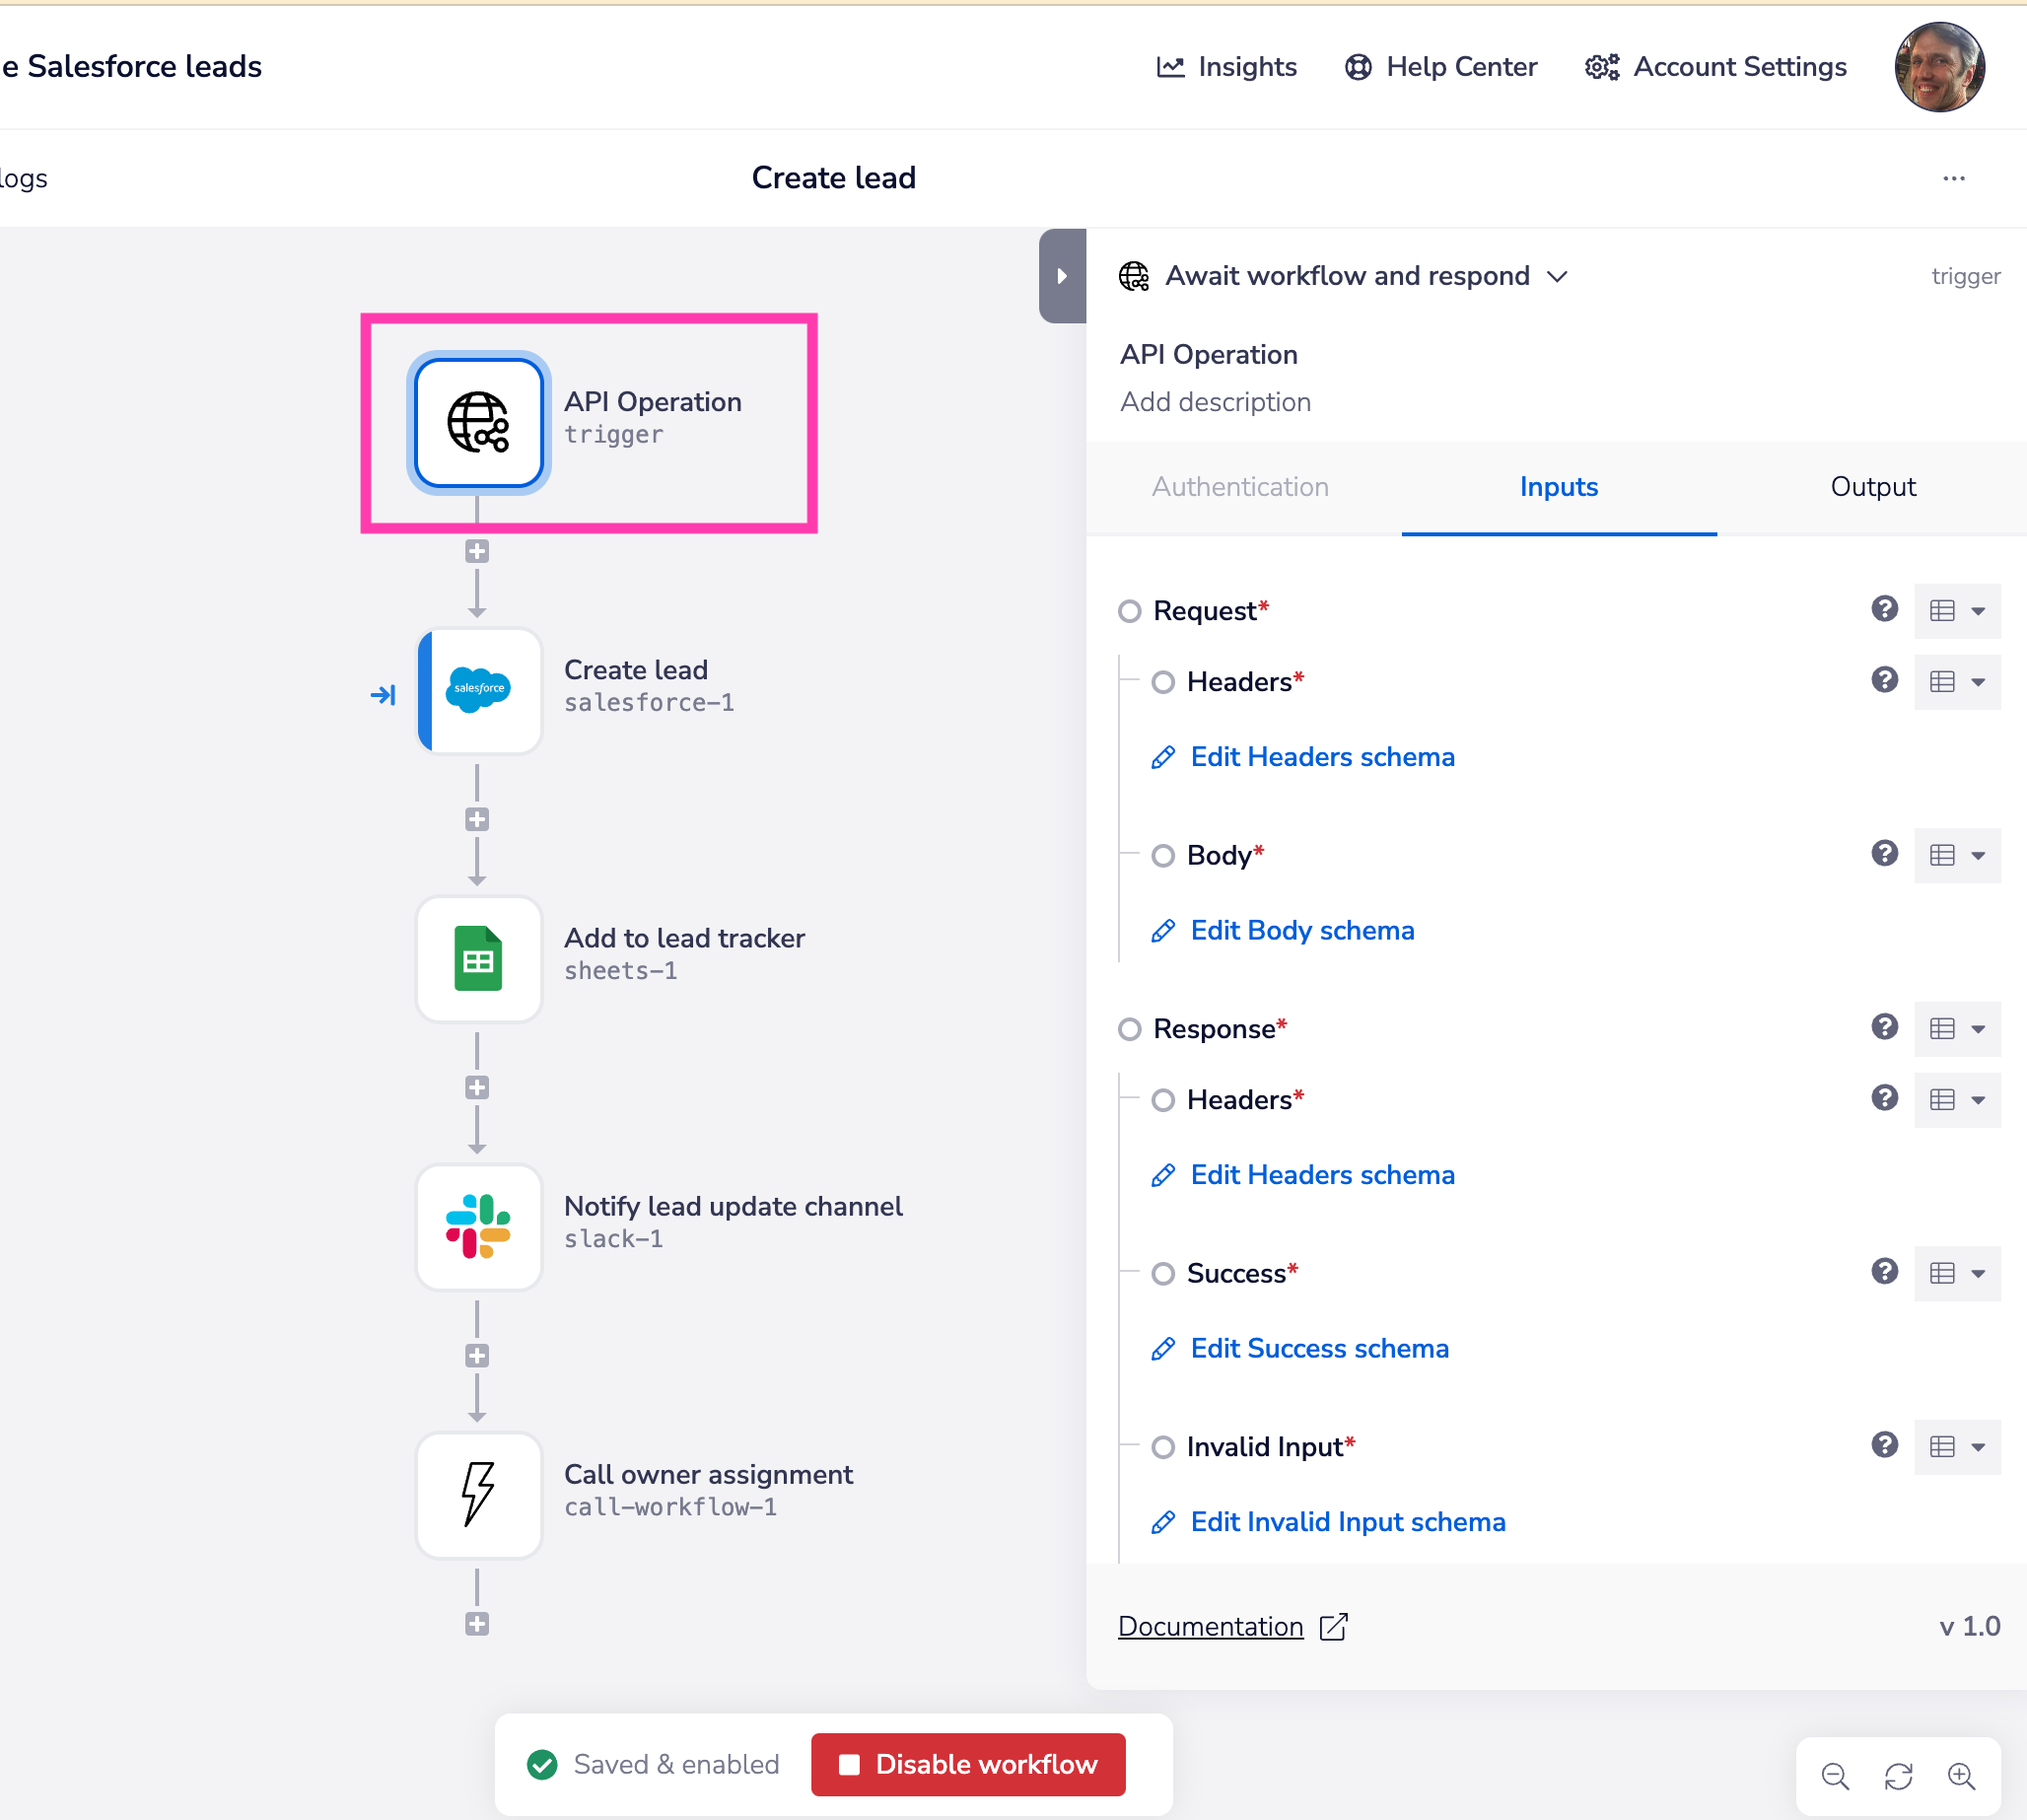 e Salesforce leads
Insights
Help Center
Account Settings
logs
Create lead
...
Await workflow and respond
trigger
API Operation
Add description
Authentication
Inputs
Output
API Operation
trigger
Create lead
salesforce-1
salesforce
Add to lead tracker
sheets-1
Notify lead update channel
slack-1
Call owner assignment
call-workflow-1
Request*
Headers*
Edit Headers schema
Body*
Edit Body schema
Response*
Headers*
Edit Headers schema
Success*
Edit Success schema
Invalid Input*
Edit Invalid Input schema
Documentation
v 1.0
Saved & enabled
Disable workflow